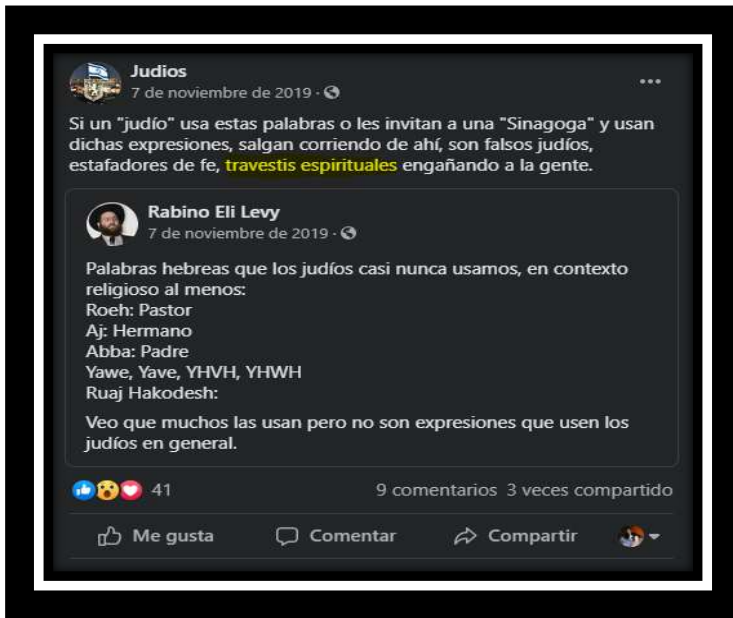 Judios
7 de noviembre de 2019 ·
Si un "judío" usa estas palabras o les invitan a una "Sinagoga" y usan
dichas expresiones, salgan corriendo de ahí, son falsos judíos,
estafadores de fe, travestis espirituales engañando a la gente.
Rabino Eli Levy
7 de noviembre de 2019 ·
Palabras hebreas que los judíos casi nunca usamos, en contexto
religioso al menos:
Roeh: Pastor
Aj: Hermano
Abba: Padre
Yawe, Yave, YHVH, YHWH
Ruaj Hakodesh:
Veo que muchos las usan pero no son expresiones que usen los
judíos en general.
41 9 comentarios 3 veces compartido
Me gusta Comentar Compartir